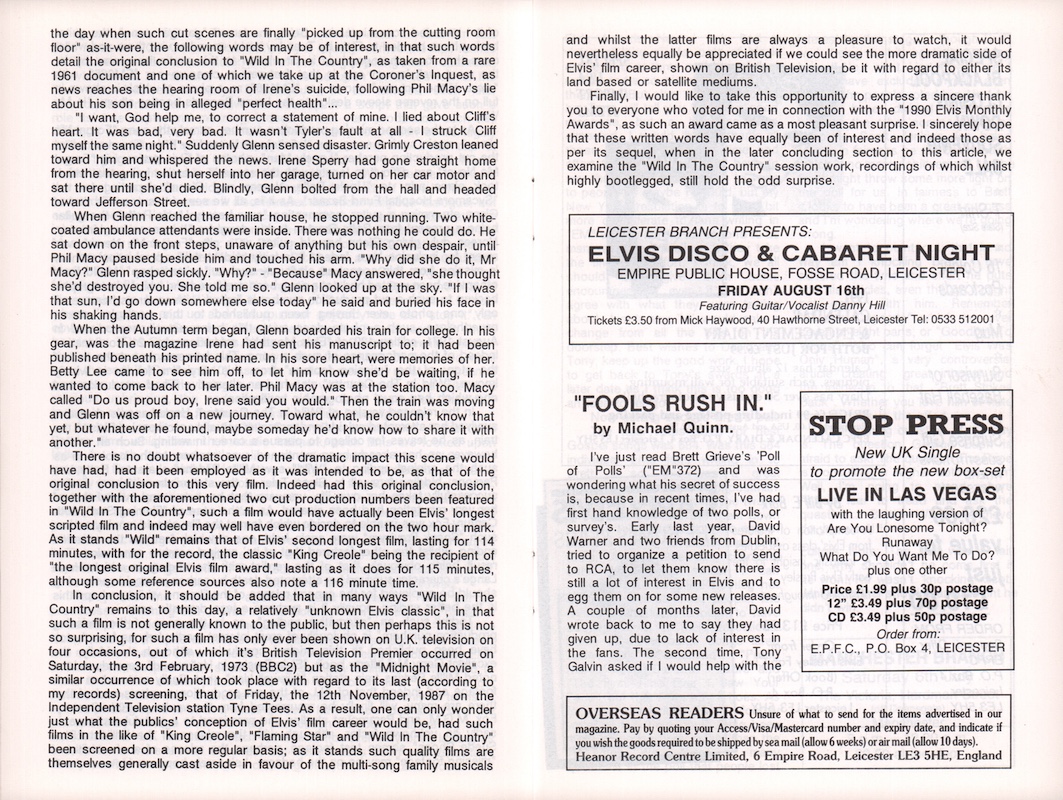 the day when such cut scenes are finally "picked up from the cutting room
floor" as-it-were, the following words may be of interest, in that such words
detail the original conclusion to "Wild In The Country", as taken from a rare
1961 document and one of which we take up at the Coroner's Inquest, as
news reaches the hearing room of Irene's suicide, following Phil Macy's lie
about his son being in alleged "perfect health"...
"I want, God help me, to correct a statement of mine. I lied about Cliff's
heart. It was bad, very bad. It wasn't Tyler's fault at all - I struck Cliff
myself the same night." Suddenly Glenn sensed disaster. Grimly Creston leaned
toward him and whispered the news. Irene Sperry had gone straight home
from the hearing, shut herself into her garage, turned on her car motor and
sat there until she'd died. Blindly, Glenn bolted from the hall and headed
toward Jefferson Street.
When Glenn reached the familiar house, he stopped running. Two white-
coated ambulance attendants were inside. There was nothing he could do. He
sat down on the front steps, unaware of anything but his own despair, until
Phil Macy paused beside him and touched his arm. "Why did she do it, Mr
Macy?" Glenn rasped sickly. "Why?" - "Because" Macy answered, "she thought
she'd destroyed you. She told me so." Glenn looked up at the sky. "If I was
that sun, I'd go down somewhere else today" he said and buried his face in
his shaking hands.
When the Autumn term began, Glenn boarded his train for college. In his
gear, was the magazine Irene had sent his manuscript to; it had been
published beneath his printed name. In his sore heart, were memories of her.
Betty Lee came to see him off, to let him know she'd be waiting, if he
wanted to come back to her later. Phil Macy was at the station too. Macy
called "Do us proud boy, Irene said you would." Then the train was moving
and Glenn was off on a new journey. Toward what, he couldn't know that
yet, but whatever he found, maybe someday he'd know how to share it with
another."
There is no doubt whatsoever of the dramatic impact this scene would
have had, had it been employed as it was intended to be, as that of the
original conclusion to this very film. Indeed had this original conclusion,
together with the aforementioned two cut production numbers been featured
in "Wild In The Country", such a film would have actually been Elvis' longest
scripted film and indeed may well have even bordered on the two hour mark.
As it stands "Wild" remains that of Elvis' second longest film, lasting for 114
minutes, with for the record, the classic "King Creole" being the recipient of
"the longest original Elvis film award," lasting as it does for 115 minutes,
although some reference sources also note a 116 minute time.
In conclusion, it should be added that in many ways "Wild In The
Country" remains to this day, a relatively "unknown Elvis classic", in that
such a film is not generally known to the public, but then perhaps this is not
so surprising, for such a film has only ever been shown on U.K. television on
four occasions, out of which it's British Television Premier occurred on
Saturday, the 3rd February, 1973 (BBC2) but as the "Midnight Movie", a
similar occurrence of which took place with regard to its last (according to
my records) screening, that of Friday, the 12th November, 1987 on the
Independent Television station Tyne Tees. As a result, one can only wonder
just what the publics' conception of Elvis' film career would be, had such
films in the like of "King Creole", "Flaming Star" and "Wild In The Country"
been screened on a more regular basis; as it stands such quality films are
themselves generally cast aside in favour of the multi-song family musicals
and whilst the latter films are always a pleasure to watch, it would
nevertheless equally be appreciated if we could see the more dramatic side of
Elvis' film career, shown on British Television, be it with regard to either its
land based or satellite mediums.
Finally, I would like to take this opportunity to express a sincere thank
you to everyone who voted for me in connection with the "1990 Elvis Monthly
Awards", as such an award came as a most pleasant surprise. I sincerely hope
that these written words have equally been of interest and indeed those as
per its sequel, when in the later concluding section to this article, we
examine the "Wild In The Country" session work, recordings of which whilst
highly bootlegged, still hold the odd surprise.
LEICESTER BRANCH PRESENTS:
ELVIS DISCO & CABARET NIGHT
EMPIRE PUBLIC HOUSE, FOSSE ROAD, LEICESTER
FRIDAY AUGUST 16th
Featuring Guitar/Vocalist Danny Hill
Tickets £3.50 from Mick Haywood, 40 Hawthorne Street, Leicester Tel: 0533 512001
"FOOLS RUSH IN."
by Michael Quinn.
I've just read Brett Grieve's 'Poll
of Polls' ("EM"372) and was
wondering what his secret of success
is, because in recent times, I've had
first hand knowledge of two polls, or
survey's. Early last year, David
Warner and two friends from Dublin,
tried to organize a petition to send
to RCA, to let them know there is
still a lot of interest in Elvis and to
egg them on for some new releases.
A couple of months later, David
wrote back to me to say they had
given up, due to lack of interest in
the fans. The second time, Tony
Galvin asked if I would help with the
STOP PRESS
New UK Single
to promote the new box-set
LIVE IN LAS VEGAS
with the laughing version of
Are You Lonesome Tonight?
Runaway
What Do You Want Me To Do?
plus one other
Price £1.99 plus 30p postage
12" £3.49 plus 70p postage
CD £3.49 plus 50p postage
Order from:
E.P.F.C., P.O. Box 4, LEICESTER
OVERSEAS READERS Unsure of what to send for the items advertised in our
magazine. Pay by quoting your Access/Visa/Mastercard number and expiry date, and indicate if
you wish the goods required to be shipped by sea mail (allow 6 weeks) or air mail (allow 10 days).
Heanor Record Centre Limited, 6 Empire Road, Leicester LE3 5HE, England